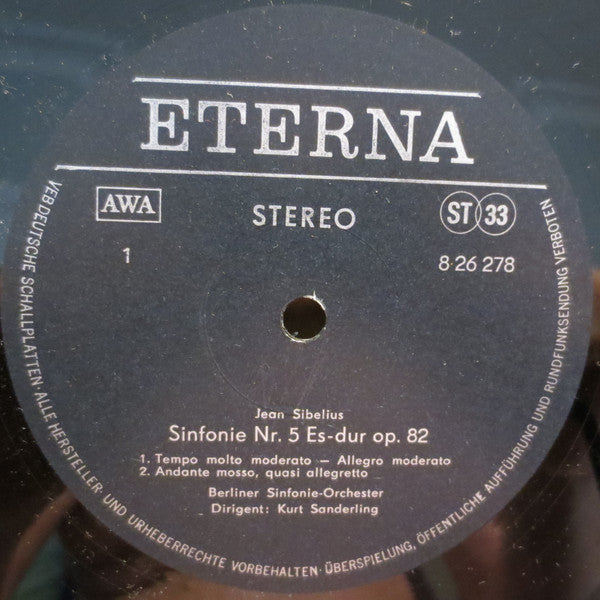 ETERNA
AWA
STEREO
ST 33
1
8 26 278
Jean Sibelius
Sinfonie Nr. 5 Es-dur op. 82
1. Tempo molto moderato – Allegro moderato
2. Andante mosso, quasi allegretto
Berliner Sinfonie-Orchester
Dirigent: Kurt Sanderling
VEB DEUTSCHE SCHALLPLATTEN · ALLE HERSTELLER- UND URHEBERRECHTE VORBEHALTEN · ÜBERSPIELUNG, ÖFFENTLICHE AUFFÜHRUNG UND RUNDFUNKSENDUNG VERBOTEN